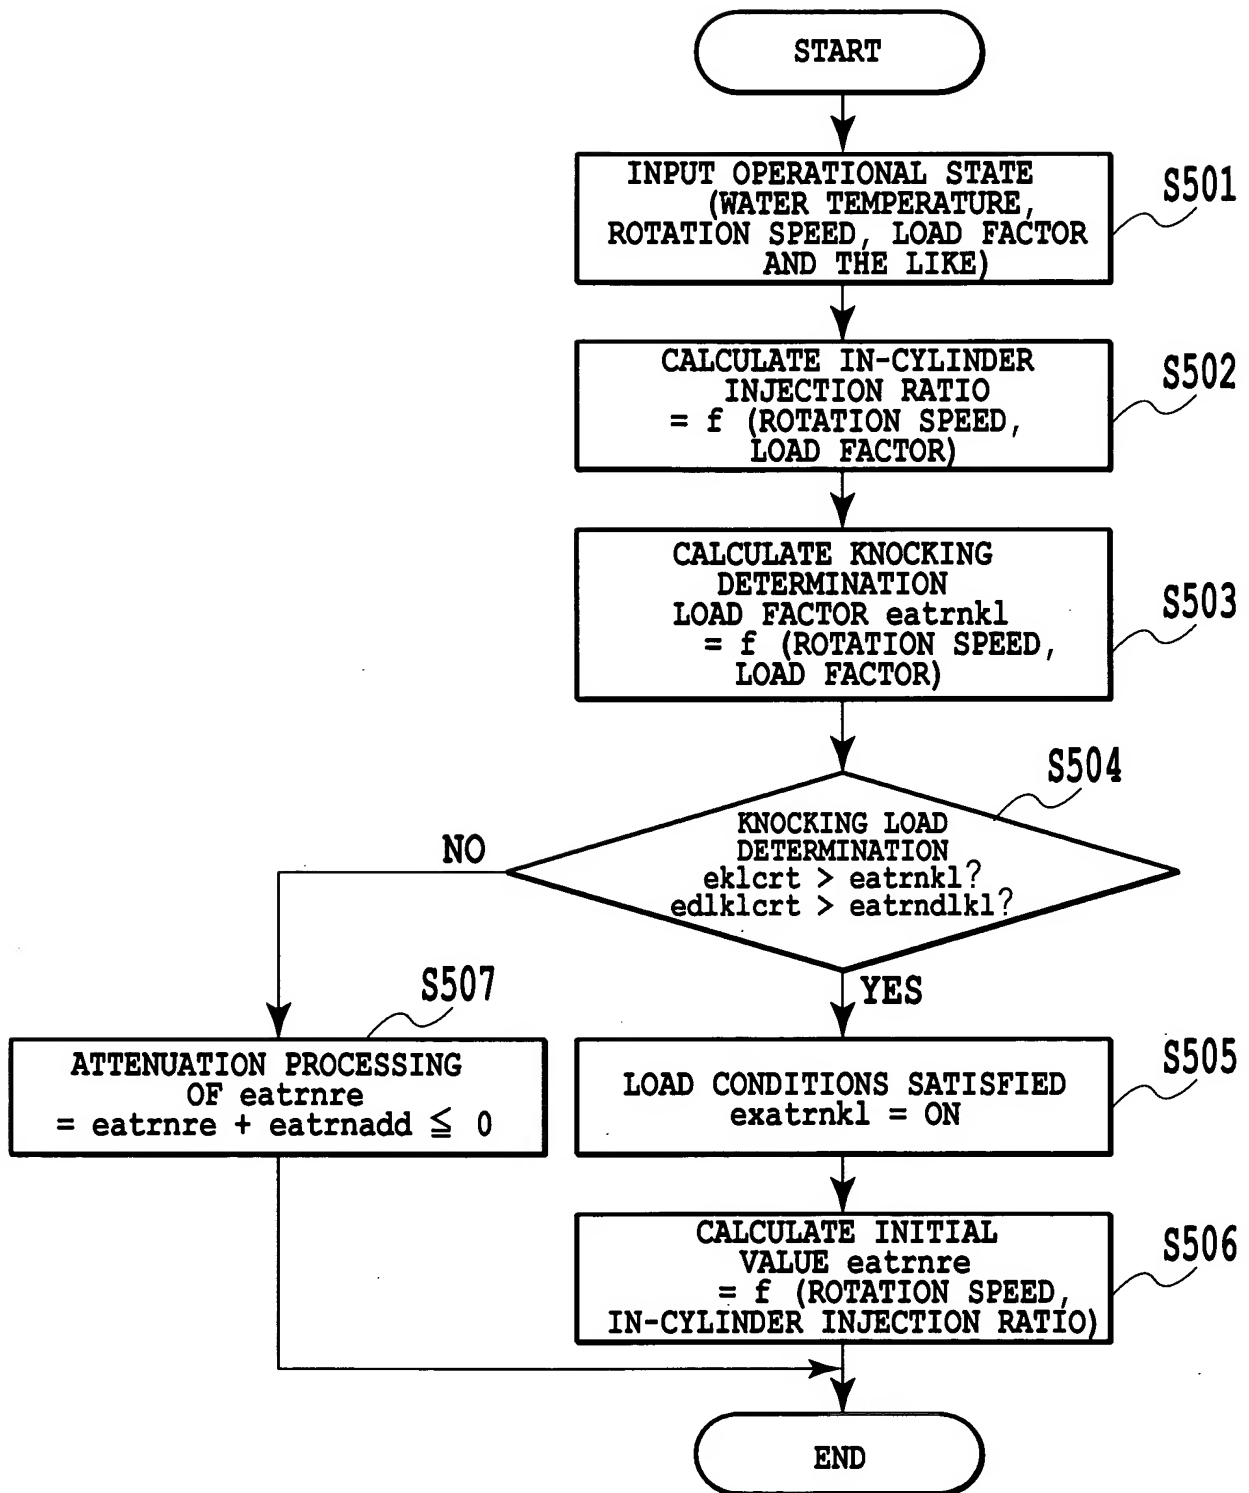 START
INPUT OPERATIONAL STATE
(WATER TEMPERATURE,
ROTATION SPEED, LOAD FACTOR
AND THE LIKE)
S501
CALCULATE IN-CYLINDER
INJECTION RATIO
= f (ROTATION SPEED,
LOAD FACTOR)
S502
CALCULATE KNOCKING
DETERMINATION
LOAD FACTOR eatrnkl
= f (ROTATION SPEED,
LOAD FACTOR)
S503
S504
KNOCKING LOAD
DETERMINATION
eklcrt > eatrnkl?
edlklcrt > eatrndlkl?
NO
YES
S507
ATTENUATION PROCESSING
OF eatrnre
= eatrnre + eatrnadd ≦ 0
LOAD CONDITIONS SATISFIED
exatrnkl = ON
S505
CALCULATE INITIAL
VALUE eatrnre
= f (ROTATION SPEED,
IN-CYLINDER INJECTION RATIO)
S506
END